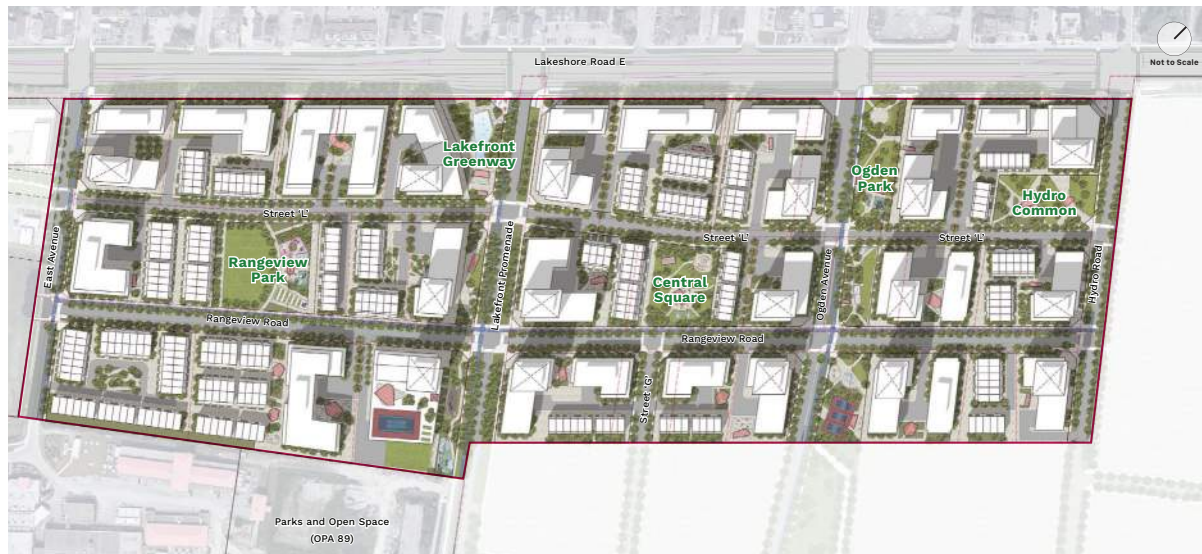 Lakeshore Road E
Not to Scale
Lakefront
Greenway
Ogden
Park
Hydro
Common
Street 'L'
Street 'L'
Street 'L'
East Avenue
Rangeview
Park
Lakefront Promenade
Central
Square
Ogden Avenue
Hydro Road
Rangeview Road
Rangeview Road
Street 'G'
Parks and Open Space
(OPA 89)